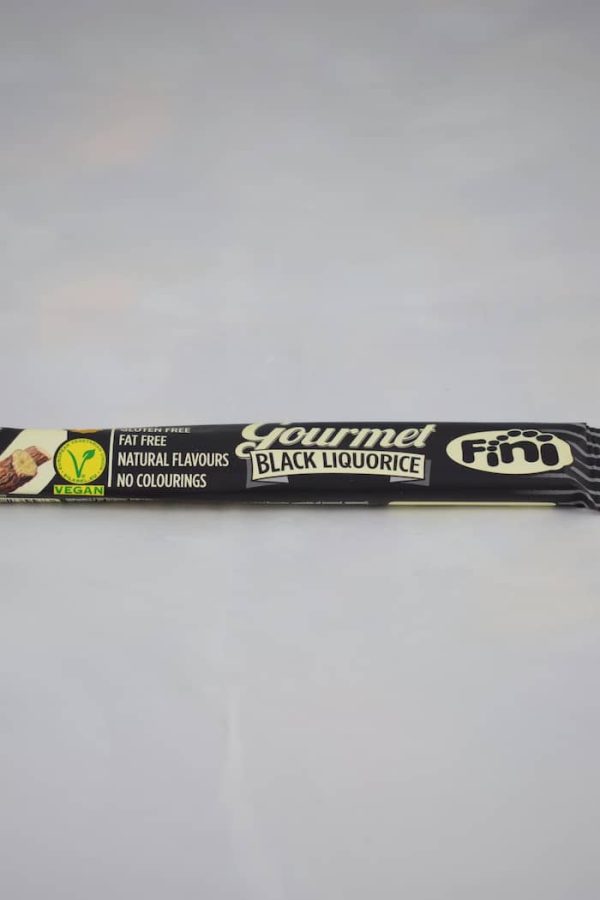 GLUTEN FREE
FAT FREE
NATURAL FLAVOURS
NO COLOURINGS
VEGAN
Gourmet
BLACK LIQUORICE
Fini